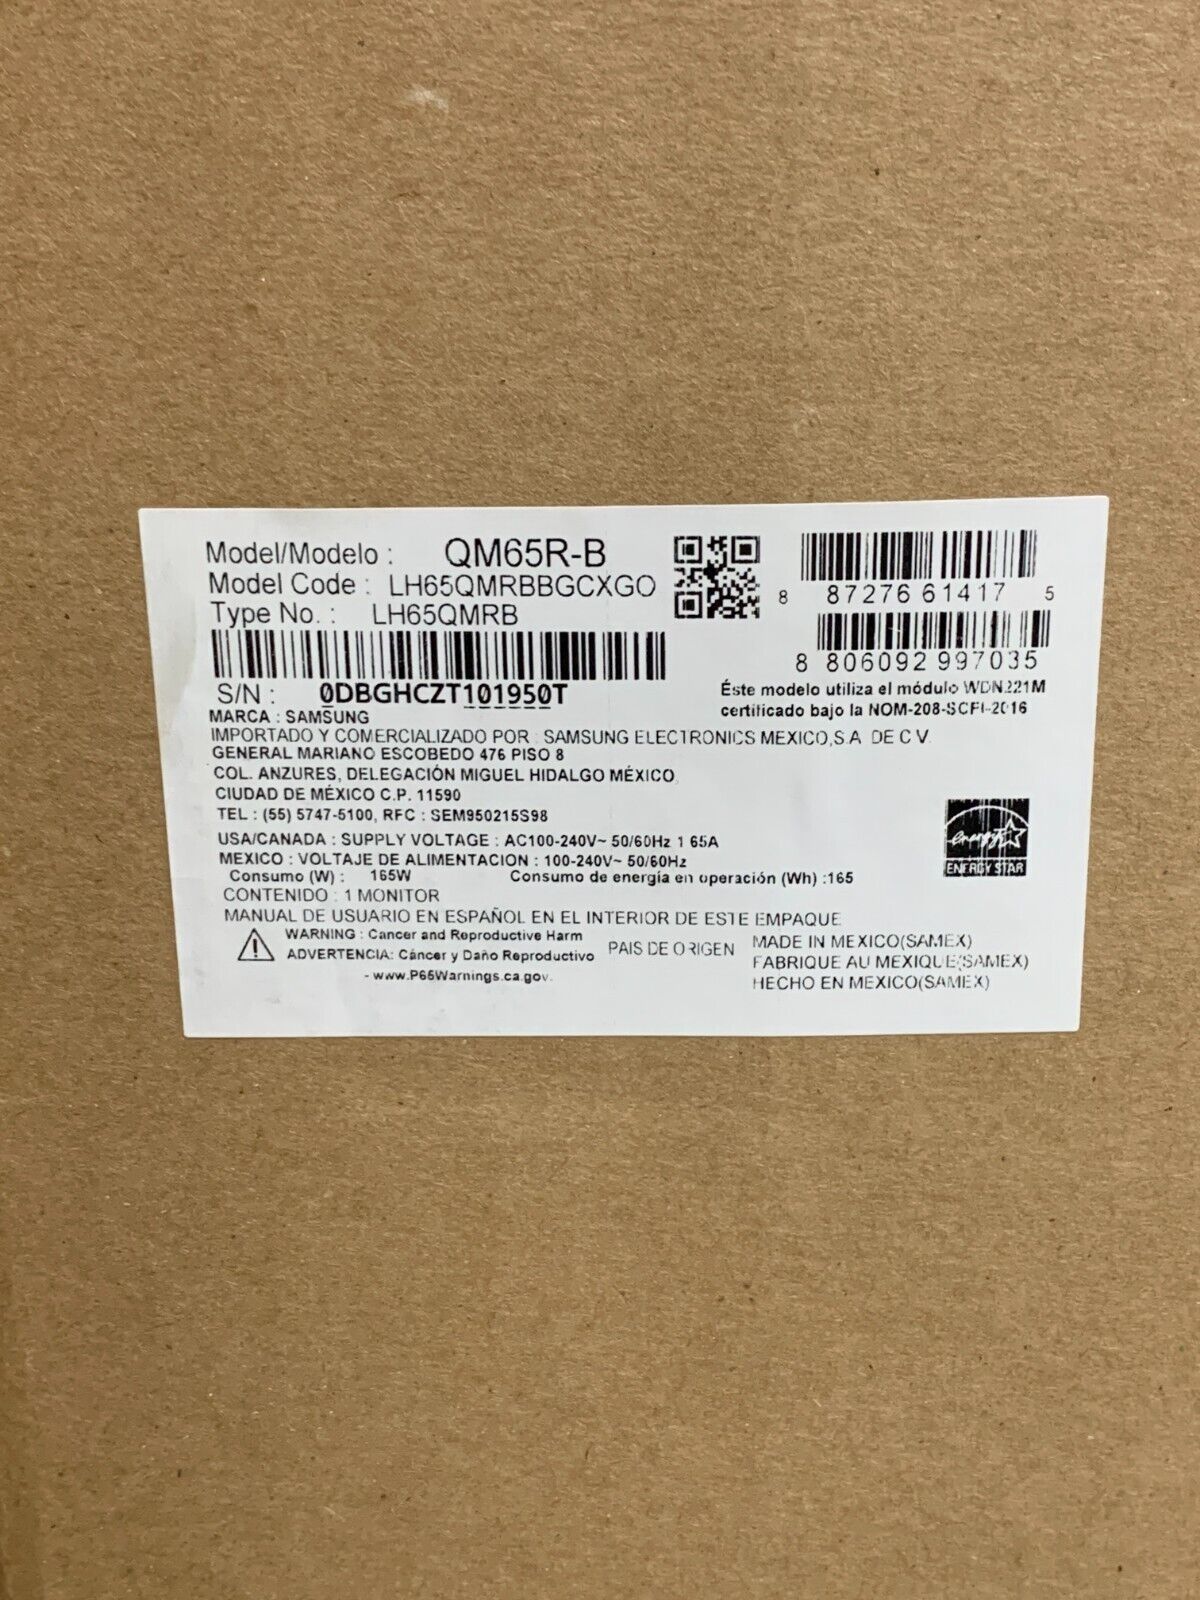 Model/Modelo : QM65R-B
Model Code : LH65QMRBBGCXGO
Type No. : LH65QMRB
8 87276 61417 5
8 806092 997035
S/N : 0DBGHCZT101950T
Éste modelo utiliza el módulo WDN221M
certificado bajo la NOM-208-SCFI-2016
MARCA : SAMSUNG
IMPORTADO Y COMERCIALIZADO POR : SAMSUNG ELECTRONICS MEXICO,S.A. DE C.V.
GENERAL MARIANO ESCOBEDO 476 PISO 8
COL. ANZURES, DELEGACIÓN MIGUEL HIDALGO MÉXICO
CIUDAD DE MÉXICO C.P. 11590
TEL : (55) 5747-5100, RFC : SEM950215S98
USA/CANADA : SUPPLY VOLTAGE : AC100-240V~ 50/60Hz 1.65A
MEXICO : VOLTAJE DE ALIMENTACION : 100-240V~ 50/60Hz
Consumo (W) : 165W Consumo de energía en operación (Wh) :165
energy
ENERGY STAR
CONTENIDO : 1 MONITOR
MANUAL DE USUARIO EN ESPAÑOL EN EL INTERIOR DE ESTE EMPAQUE
WARNING : Cancer and Reproductive Harm
ADVERTENCIA: Cáncer y Daño Reproductivo
- www.P65Warnings.ca.gov.
PAIS DE ORIGEN
MADE IN MEXICO(SAMEX)
FABRIQUE AU MEXIQUE(SAMEX)
HECHO EN MEXICO(SAMEX)